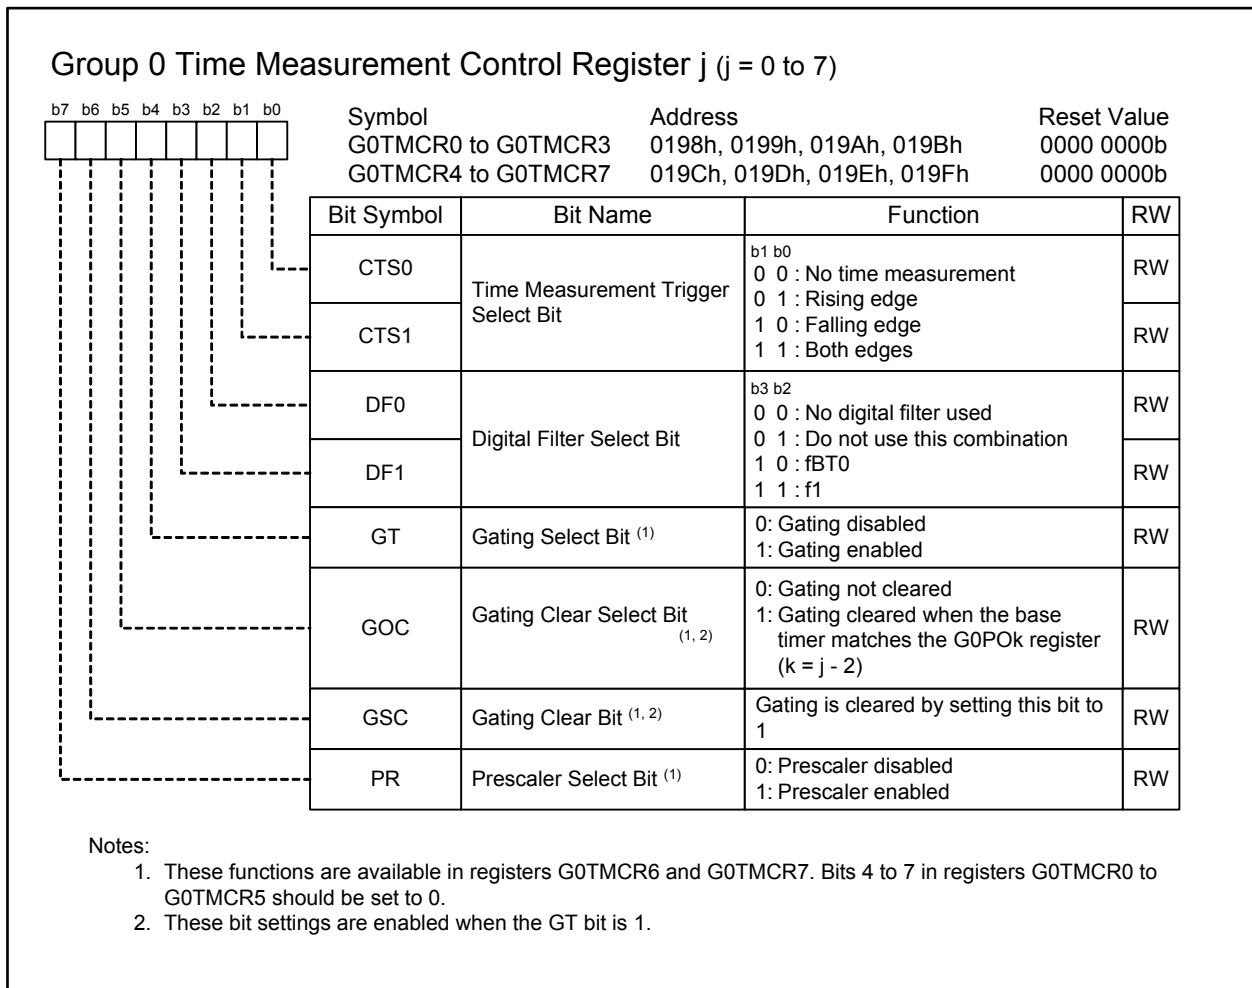 Group 0 Time Measurement Control Register j (j = 0 to 7)
b7 b6 b5 b4 b3 b2 b1 b0
Symbol Address Reset Value
G0TMCR0 to G0TMCR3 0198h, 0199h, 019Ah, 019Bh 0000 0000b
G0TMCR4 to G0TMCR7 019Ch, 019Dh, 019Eh, 019Fh 0000 0000b
Bit Symbol Bit Name Function RW
CTS0
CTS1
Time Measurement Trigger
Select Bit
b1 b0
0 0 : No time measurement
0 1 : Rising edge
1 0 : Falling edge
1 1 : Both edges
RW
RW
DF0
DF1
Digital Filter Select Bit
b3 b2
0 0 : No digital filter used
0 1 : Do not use this combination
1 0 : fBT0
1 1 : f1
RW
RW
GT
Gating Select Bit (1)
0: Gating disabled
1: Gating enabled
RW
GOC
Gating Clear Select Bit
(1, 2)
0: Gating not cleared
1: Gating cleared when the base
timer matches the G0POk register
(k = j - 2)
RW
GSC
Gating Clear Bit (1, 2)
Gating is cleared by setting this bit to
1
RW
PR
Prescaler Select Bit (1)
0: Prescaler disabled
1: Prescaler enabled
RW
Notes:
1. These functions are available in registers G0TMCR6 and G0TMCR7. Bits 4 to 7 in registers G0TMCR0 to
G0TMCR5 should be set to 0.
2. These bit settings are enabled when the GT bit is 1.